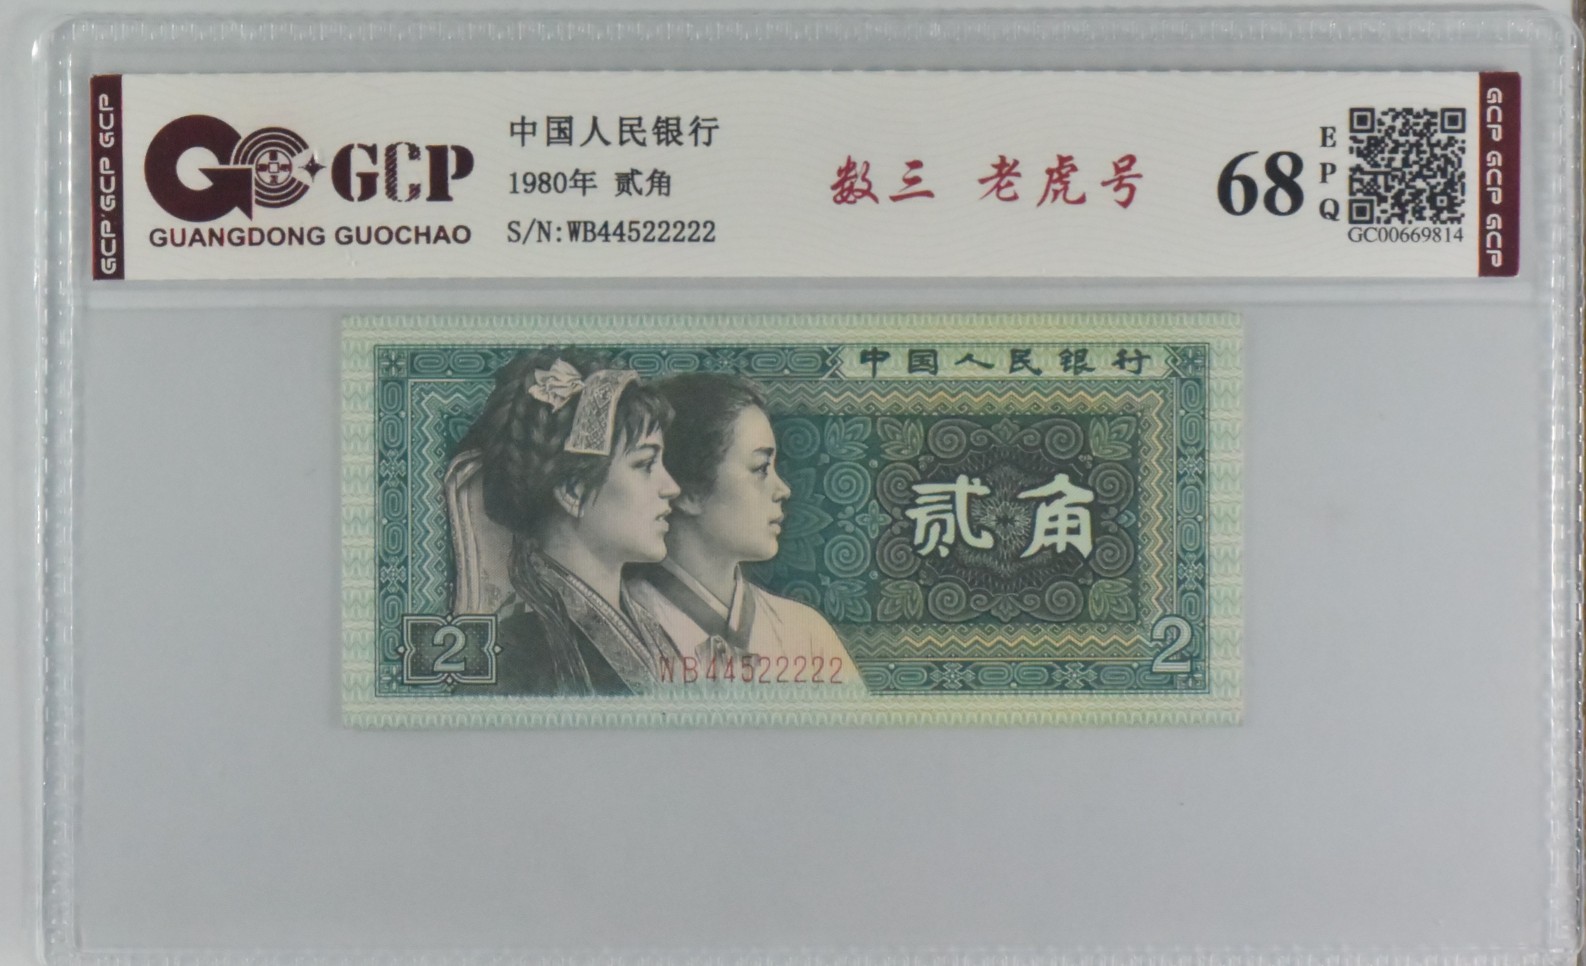 GCP GCP GCP
GCP
GUANGDONG GUOCHAO
中国人民银行
1980年 贰角
S/N:WB44522222
数三 老虎号
68
EPQ
GC00669814
GCP GCP GCP
中国人民银行
贰角
2
WB44522222
2